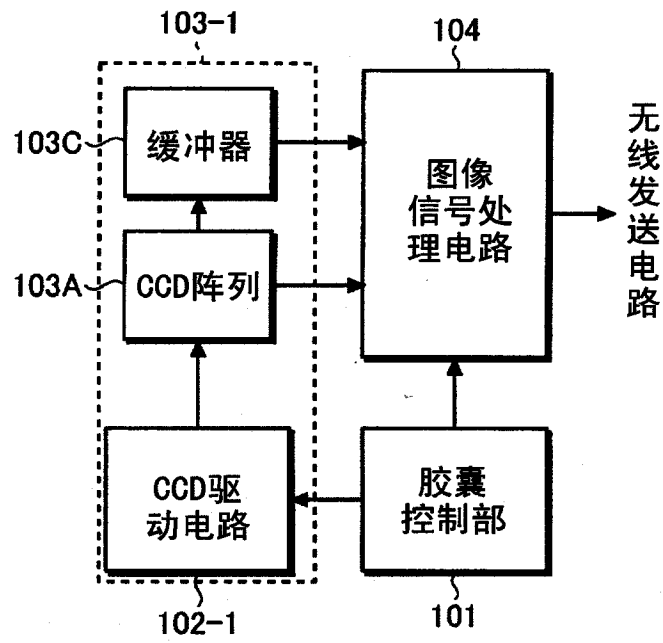 103-1
104
103C
缓冲器
图像
信号处
理电路
无线发送电路
103A
CCD阵列
CCD驱
动电路
胶囊
控制部
102-1
101